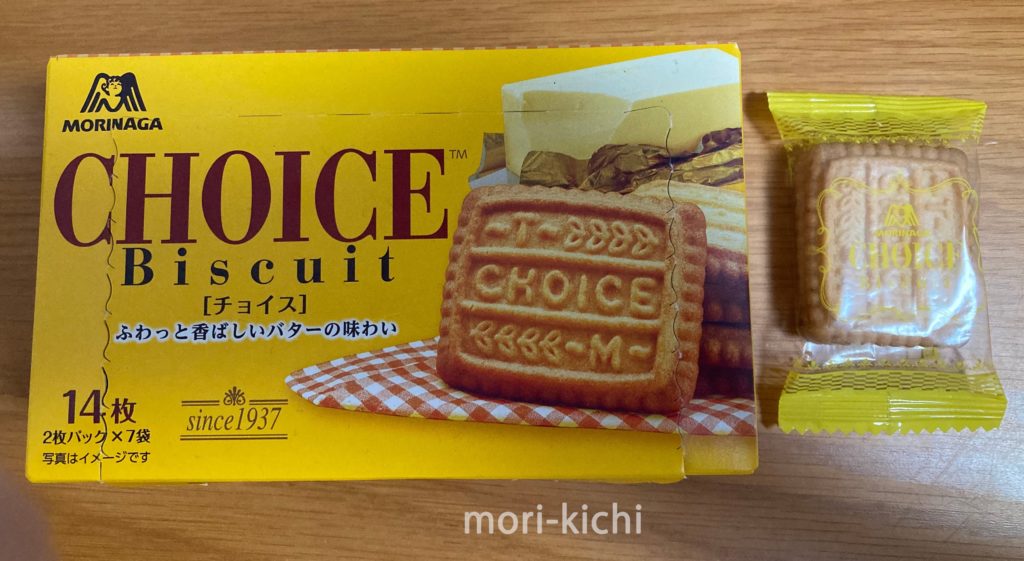 MORINAGA
CHOICE™
Biscuit
[チョイス]
ふわっと香ばしいバターの味わい
14枚
2枚パック×7袋
写真はイメージです
since1937
~T~
CHOICE
~M~
MORINAGA
CHOICE
mori-kichi